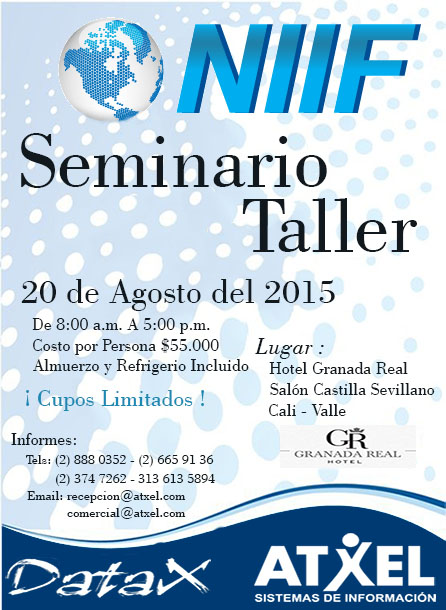 NIIF
Seminario
Taller
20 de Agosto del 2015
De 8:00 a.m. A 5:00 p.m.
Costo por Persona $55.000
Almuerzo y Refrigerio Incluido
¡ Cupos Limitados !
Lugar :
Hotel Granada Real
Salón Castilla Sevillano
Cali - Valle
GR
GRANADA REAL
HOTEL
Informes:
Tels: (2) 888 0352 - (2) 665 91 36
(2) 374 7262 - 313 613 5894
Email: recepcion@atxel.com
comercial@atxel.com
DataX
ATXEL
SISTEMAS DE INFORMACIÓN